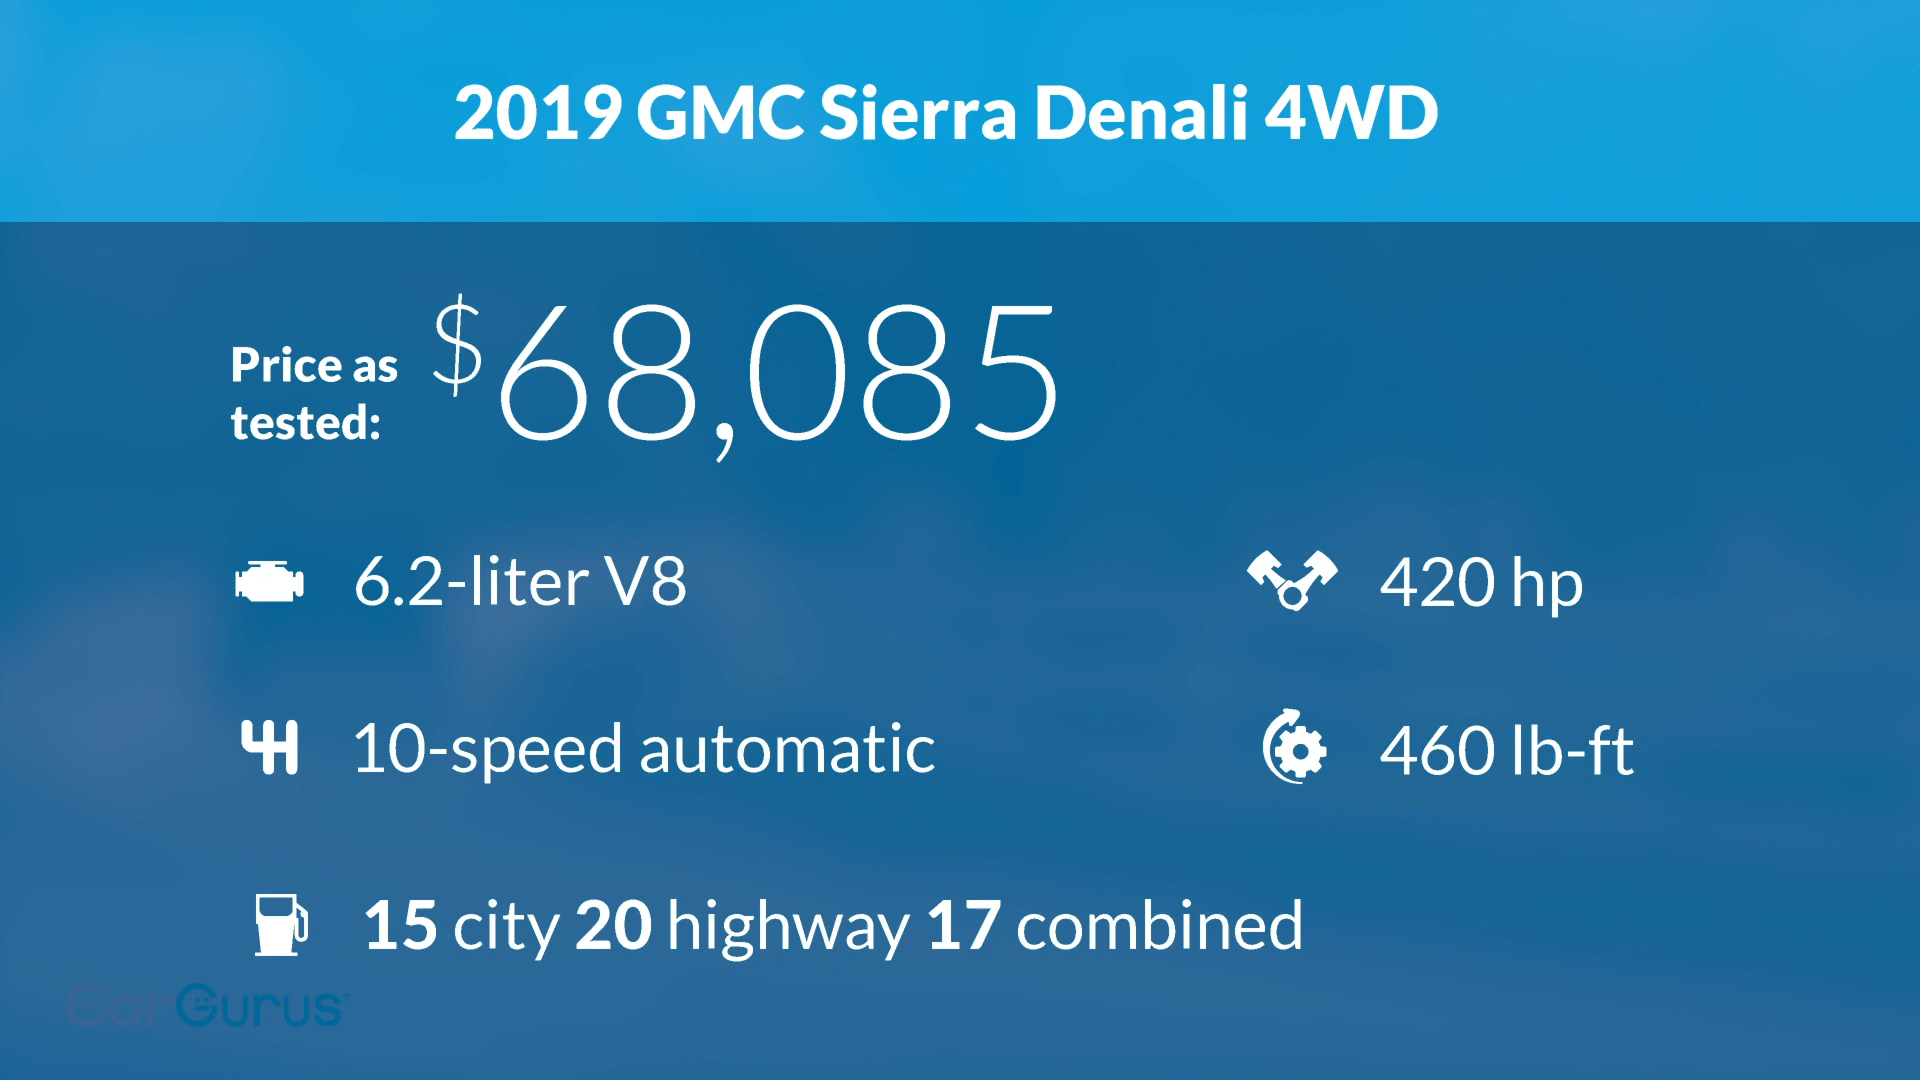 2019 GMC Sierra Denali 4WD
Price as
tested:
$68,085
6.2-liter V8
420 hp
10-speed automatic
460 lb-ft
15 city 20 highway 17 combined
CarGurus